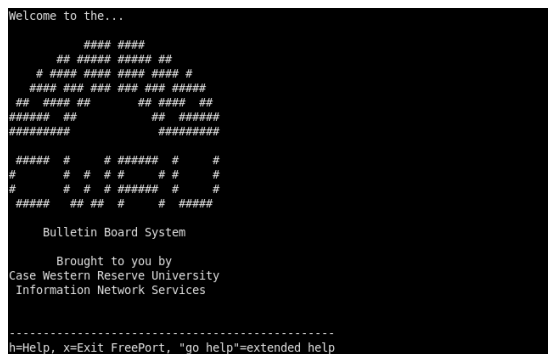 Welcome to the...
CWRU
Bulletin Board System
Brought to you by
Case Western Reserve University
Information Network Services
------------------------------------------------
h=Help, x=Exit FreePort, "go help"=extended help